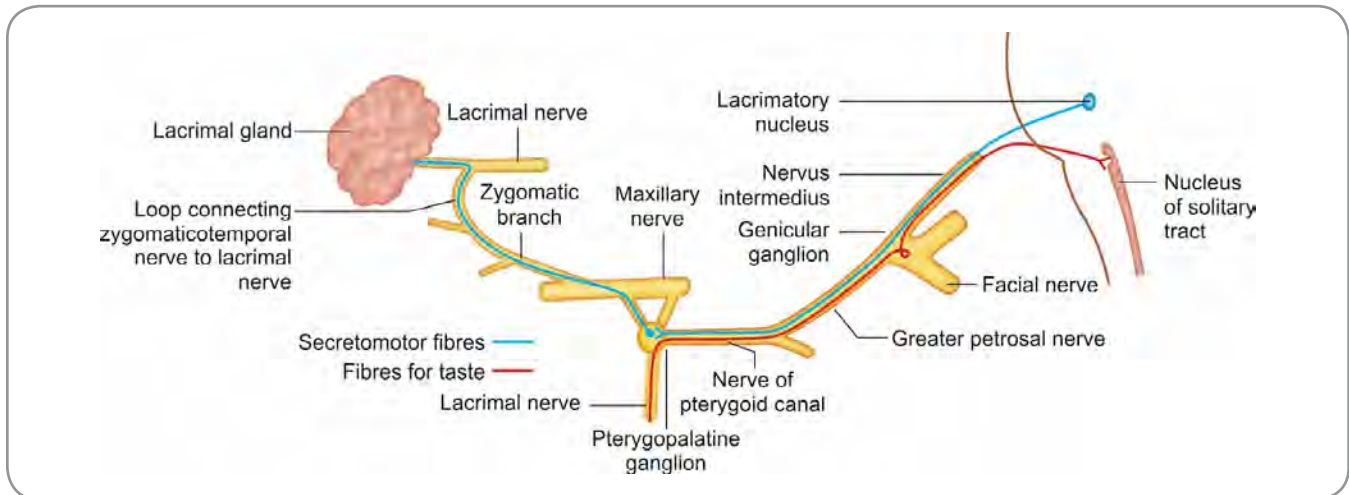 Lacrimal gland
Lacrimal nerve
Loop connecting
zygomaticotemporal
nerve to lacrimal
nerve
Zygomatic
branch
Maxillary
nerve
Lacrimatory
nucleus
Nervus
intermedius
Genicular
ganglion
Nucleus
of solitary
tract
Facial nerve
Greater petrosal nerve
Secretomotor fibres
Fibres for taste
Lacrimal nerve
Nerve of
pterygoid canal
Pterygopalatine
ganglion